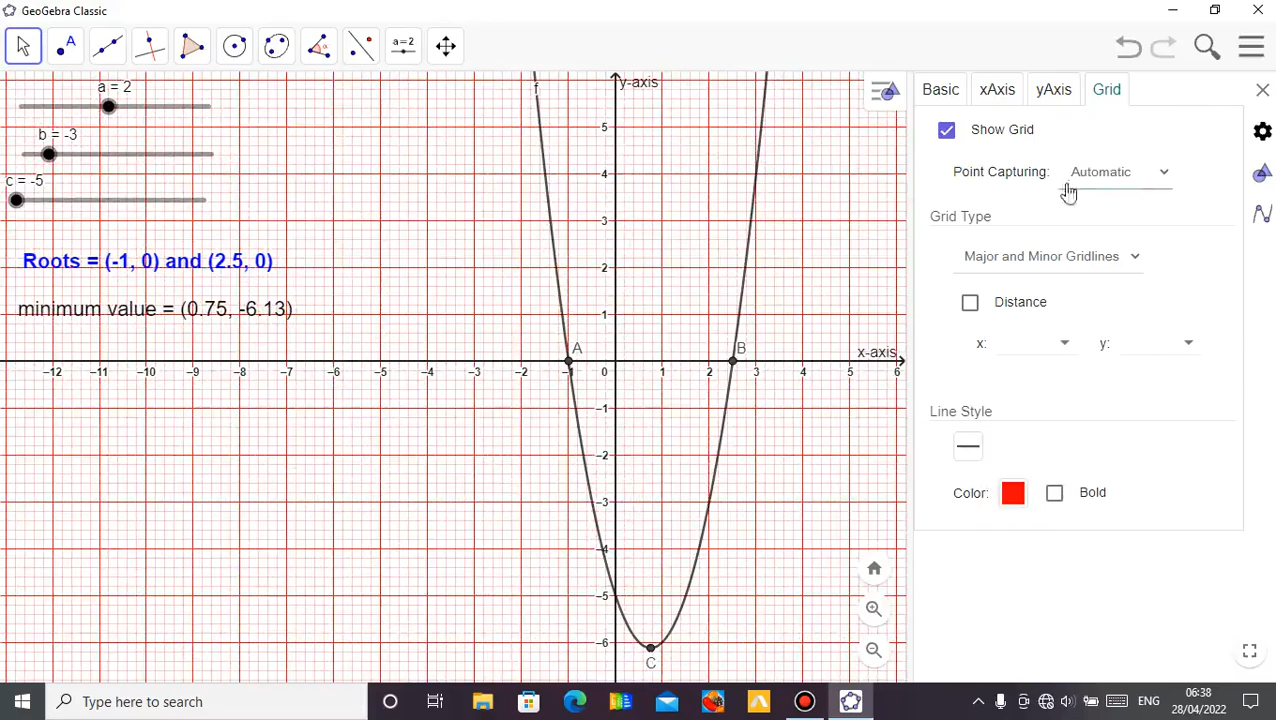 GeoGebra Classic
A
a=2
Basic
xAxis
yAxis
Grid
a = 2
b = -3
c = -5
Roots = (-1, 0) and (2.5, 0)
minimum value = (0.75, -6.13)
f
y-axis
5
4
3
2
1
A
B
x-axis
−12 −11 −10 −9 −8 −7 −6 −5 −4 −3 −2 −1 0 1 2 3 4 5 6
−1
−2
−3
−4
−5
−6
C
Show Grid
Point Capturing: Automatic
Grid Type
Major and Minor Gridlines
Distance
x: y:
Line Style
Color: Bold
Type here to search
ENG
06:38
28/04/2022